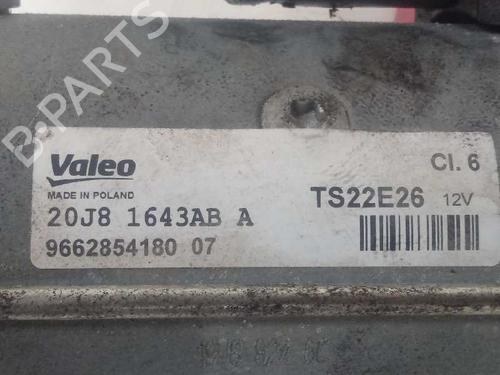 B-PARTS
Valeo
MADE IN POLAND
Cl. 6
TS22E26 12V
20J8 1643AB A
9662854180 07